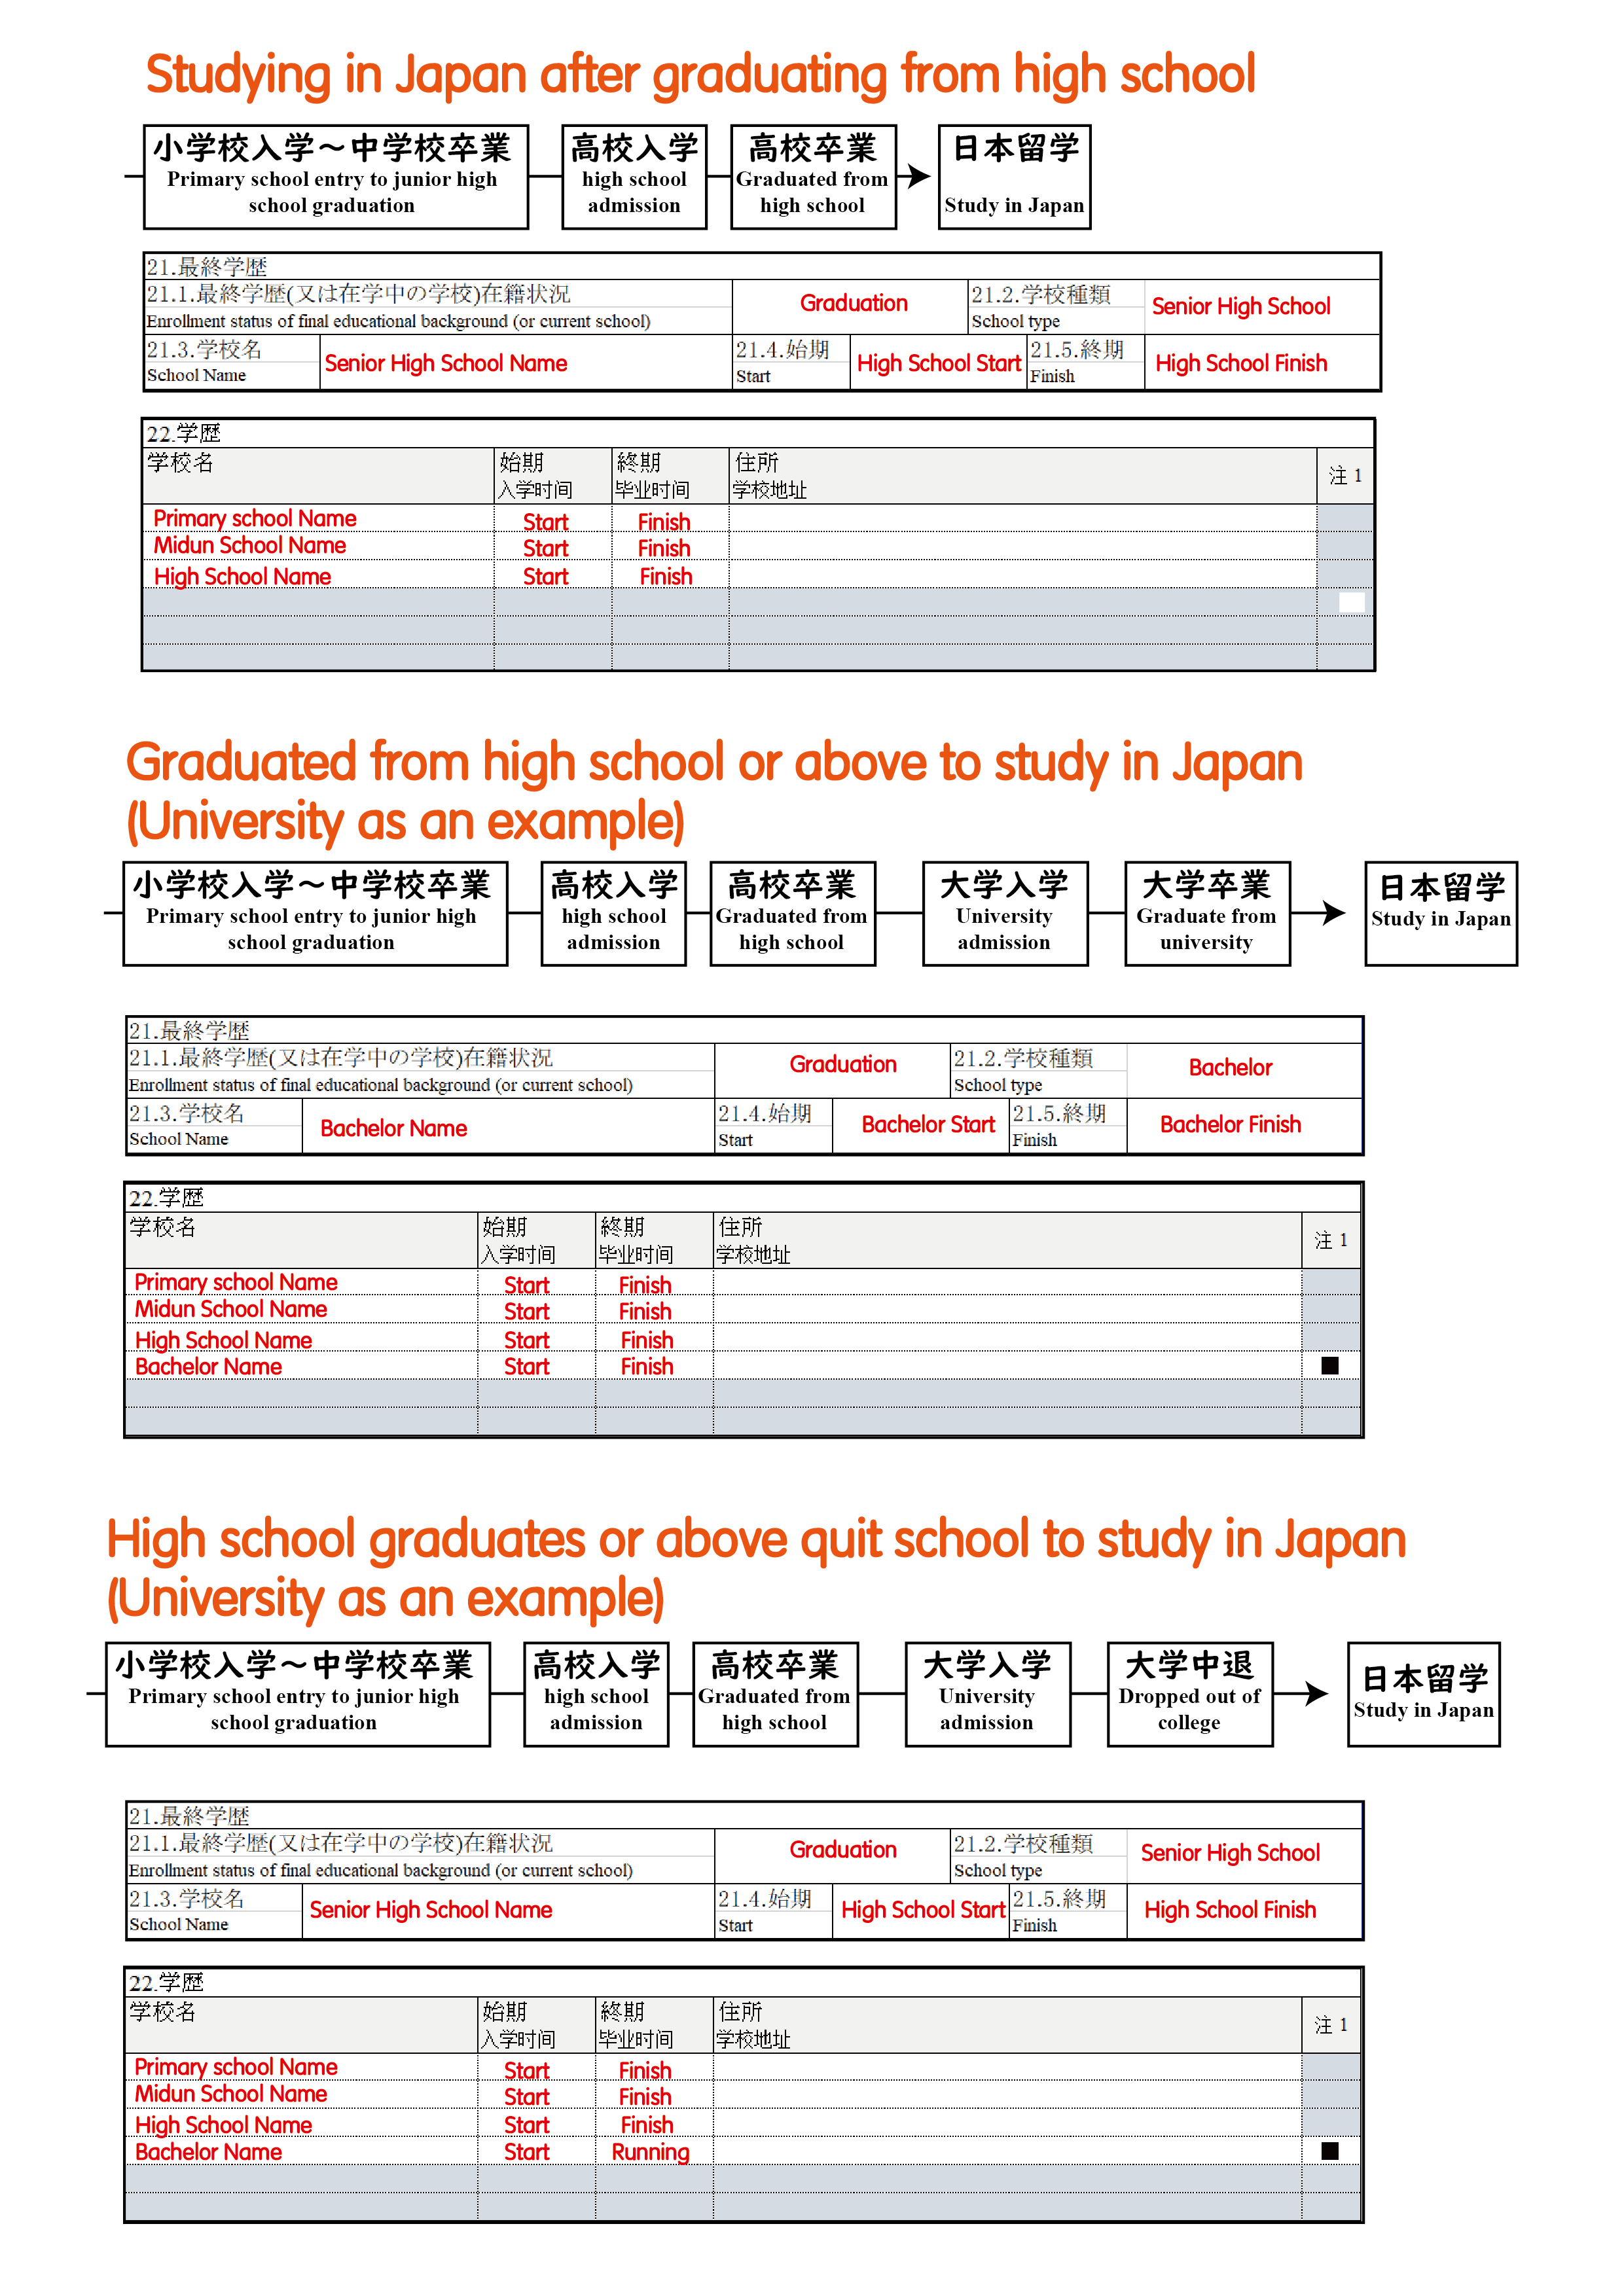 Studying in Japan after graduating from high school
小学校入学～中学校卒業
Primary school entry to junior high
school graduation
高校入学
high school
admission
高校卒業
Graduated from
high school
日本留学
Study in Japan
21.最終学歴
21.1.最終学歴(又は在学中の学校)在籍状況
Enrollment status of final educational background (or current school)
Graduation
21.2.学校種類
School type
Senior High School
21.3.学校名
School Name
Senior High School Name
21.4.始期
Start
High School Start
21.5.終期
Finish
High School Finish
22.学歴
学校名
始期
入学时间
終期
毕业时间
住所
学校地址
注 1
Primary school Name Start Finish
Midun School Name Start Finish
High School Name Start Finish
Graduated from high school or above to study in Japan
(University as an example)
小学校入学～中学校卒業
Primary school entry to junior high
school graduation
高校入学
high school
admission
高校卒業
Graduated from
high school
大学入学
University
admission
大学卒業
Graduate from
university
日本留学
Study in Japan
21.最終学歴
21.1.最終学歴(又は在学中の学校)在籍状況
Enrollment status of final educational background (or current school)
Graduation
21.2.学校種類
School type
Bachelor
21.3.学校名
School Name
Bachelor Name
21.4.始期
Start
Bachelor Start
21.5.終期
Finish
Bachelor Finish
22.学歴
学校名
始期
入学时间
終期
毕业时间
住所
学校地址
注 1
Primary school Name Start Finish
Midun School Name Start Finish
High School Name Start Finish
Bachelor Name Start Finish ■
High school graduates or above quit school to study in Japan
(University as an example)
小学校入学～中学校卒業
Primary school entry to junior high
school graduation
高校入学
high school
admission
高校卒業
Graduated from
high school
大学入学
University
admission
大学中退
Dropped out of
college
日本留学
Study in Japan
21.最終学歴
21.1.最終学歴(又は在学中の学校)在籍状況
Enrollment status of final educational background (or current school)
Graduation
21.2.学校種類
School type
Senior High School
21.3.学校名
School Name
Senior High School Name
21.4.始期
Start
High School Start
21.5.終期
Finish
High School Finish
22.学歴
学校名
始期
入学时间
終期
毕业时间
住所
学校地址
注 1
Primary school Name Start Finish
Midun School Name Start Finish
High School Name Start Finish
Bachelor Name Start Running ■